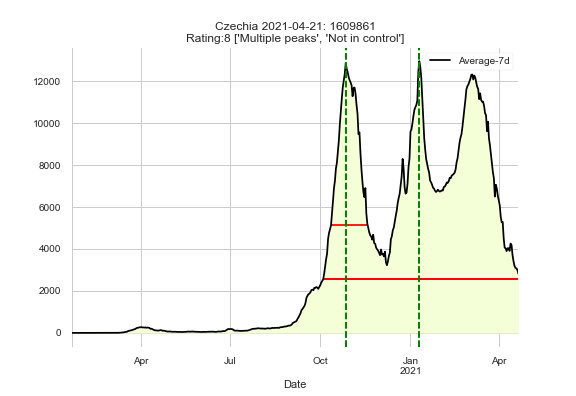 Czechia 2021-04-21: 1609861
Rating:8 ['Multiple peaks', 'Not in control']
Average-7d
12000
10000
8000
6000
4000
2000
0
Apr
Jul
Oct
Jan
2021
Apr
Date